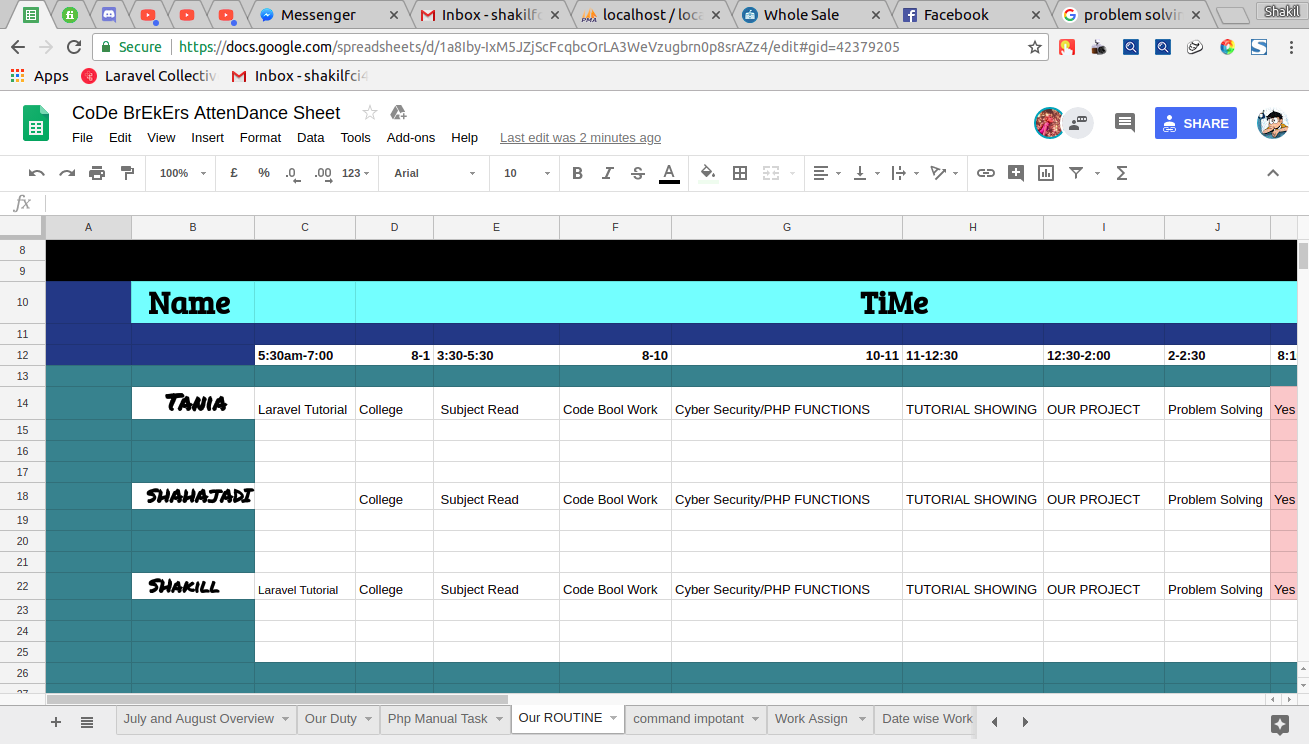 Messenger Inbox - shakilfc localhost / loca Whole Sale Facebook problem solvin Shakil
Secure https://docs.google.com/spreadsheets/d/1a8Iby-IxM5JZjScFcqbcOrLA3WeVzugbrn0p8srAZz4/edit#gid=42379205
Apps Laravel Collectiv Inbox - shakilfci4
CoDe BrEkErs AttenDance Sheet
File Edit View Insert Format Data Tools Add-ons Help Last edit was 2 minutes ago SHARE
100% £ % .0 .00 123 Arial 10 B I S A Σ
fx
A B C D E F G H I J
8
9
10 Name TiMe
11
12 5:30am-7:00 8-1 3:30-5:30 8-10 10-11 11-12:30 12:30-2:00 2-2:30 8:1
13
14 Tania Laravel Tutorial College Subject Read Code Bool Work Cyber Security/PHP FUNCTIONS TUTORIAL SHOWING OUR PROJECT Problem Solving Yes
15
16
17
18 SHAHAJADI College Subject Read Code Bool Work Cyber Security/PHP FUNCTIONS TUTORIAL SHOWING OUR PROJECT Problem Solving Yes
19
20
21
22 SHakill Laravel Tutorial College Subject Read Code Bool Work Cyber Security/PHP FUNCTIONS TUTORIAL SHOWING OUR PROJECT Problem Solving Yes
23
24
25
26
27
July and August Overview Our Duty Php Manual Task Our ROUTINE command impotant Work Assign Date wise Work